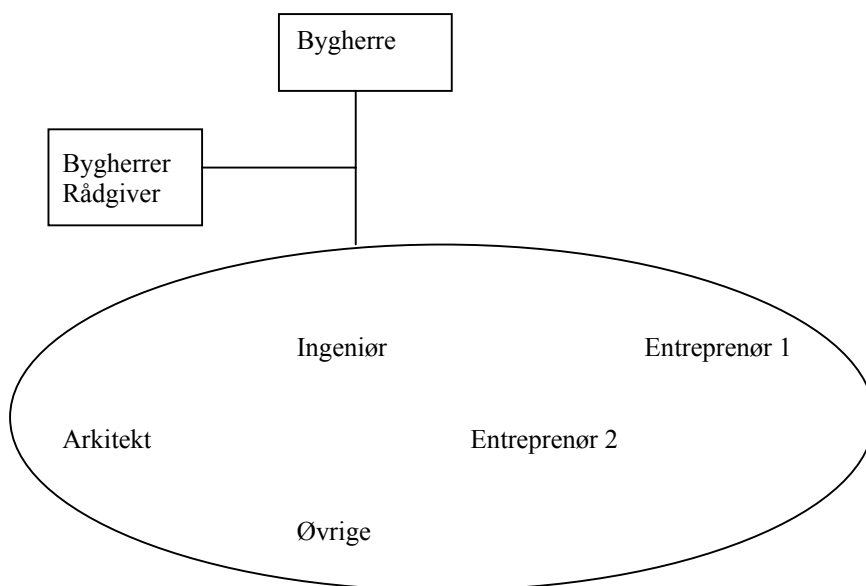 Bygherre
Bygherrer
Rådgiver
Ingeniør
Entreprenør 1
Arkitekt
Entreprenør 2
Øvrige